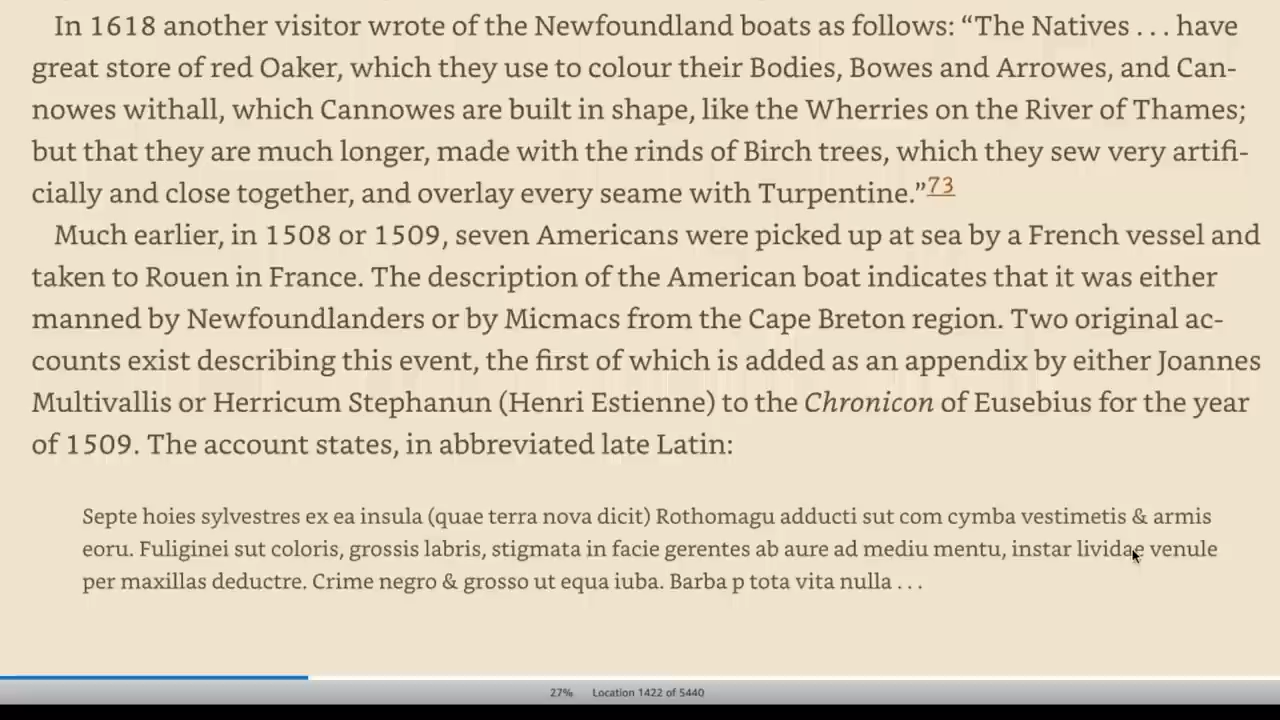 In 1618 another visitor wrote of the Newfoundland boats as follows: “The Natives . . . have
great store of red Oaker, which they use to colour their Bodies, Bowes and Arrowes, and Can-
nowes withall, which Cannowes are built in shape, like the Wherries on the River of Thames;
but that they are much longer, made with the rinds of Birch trees, which they sew very artifi-
cially and close together, and overlay every seame with Turpentine.”73
Much earlier, in 1508 or 1509, seven Americans were picked up at sea by a French vessel and
taken to Rouen in France. The description of the American boat indicates that it was either
manned by Newfoundlanders or by Micmacs from the Cape Breton region. Two original ac-
counts exist describing this event, the first of which is added as an appendix by either Joannes
Multivallis or Herricum Stephanun (Henri Estienne) to the Chronicon of Eusebius for the year
of 1509. The account states, in abbreviated late Latin:
Septe hoies sylvestres ex ea insula (quae terra nova dicit) Rothomagu adducti sut com cymba vestimetis & armis
eoru. Fuliginei sut coloris, grossis labris, stigmata in facie gerentes ab aure ad mediu mentu, instar lividae venule
per maxillas deductre. Crime negro & grosso ut equa iuba. Barba p tota vita nulla . . .
27% Location 1422 of 5440